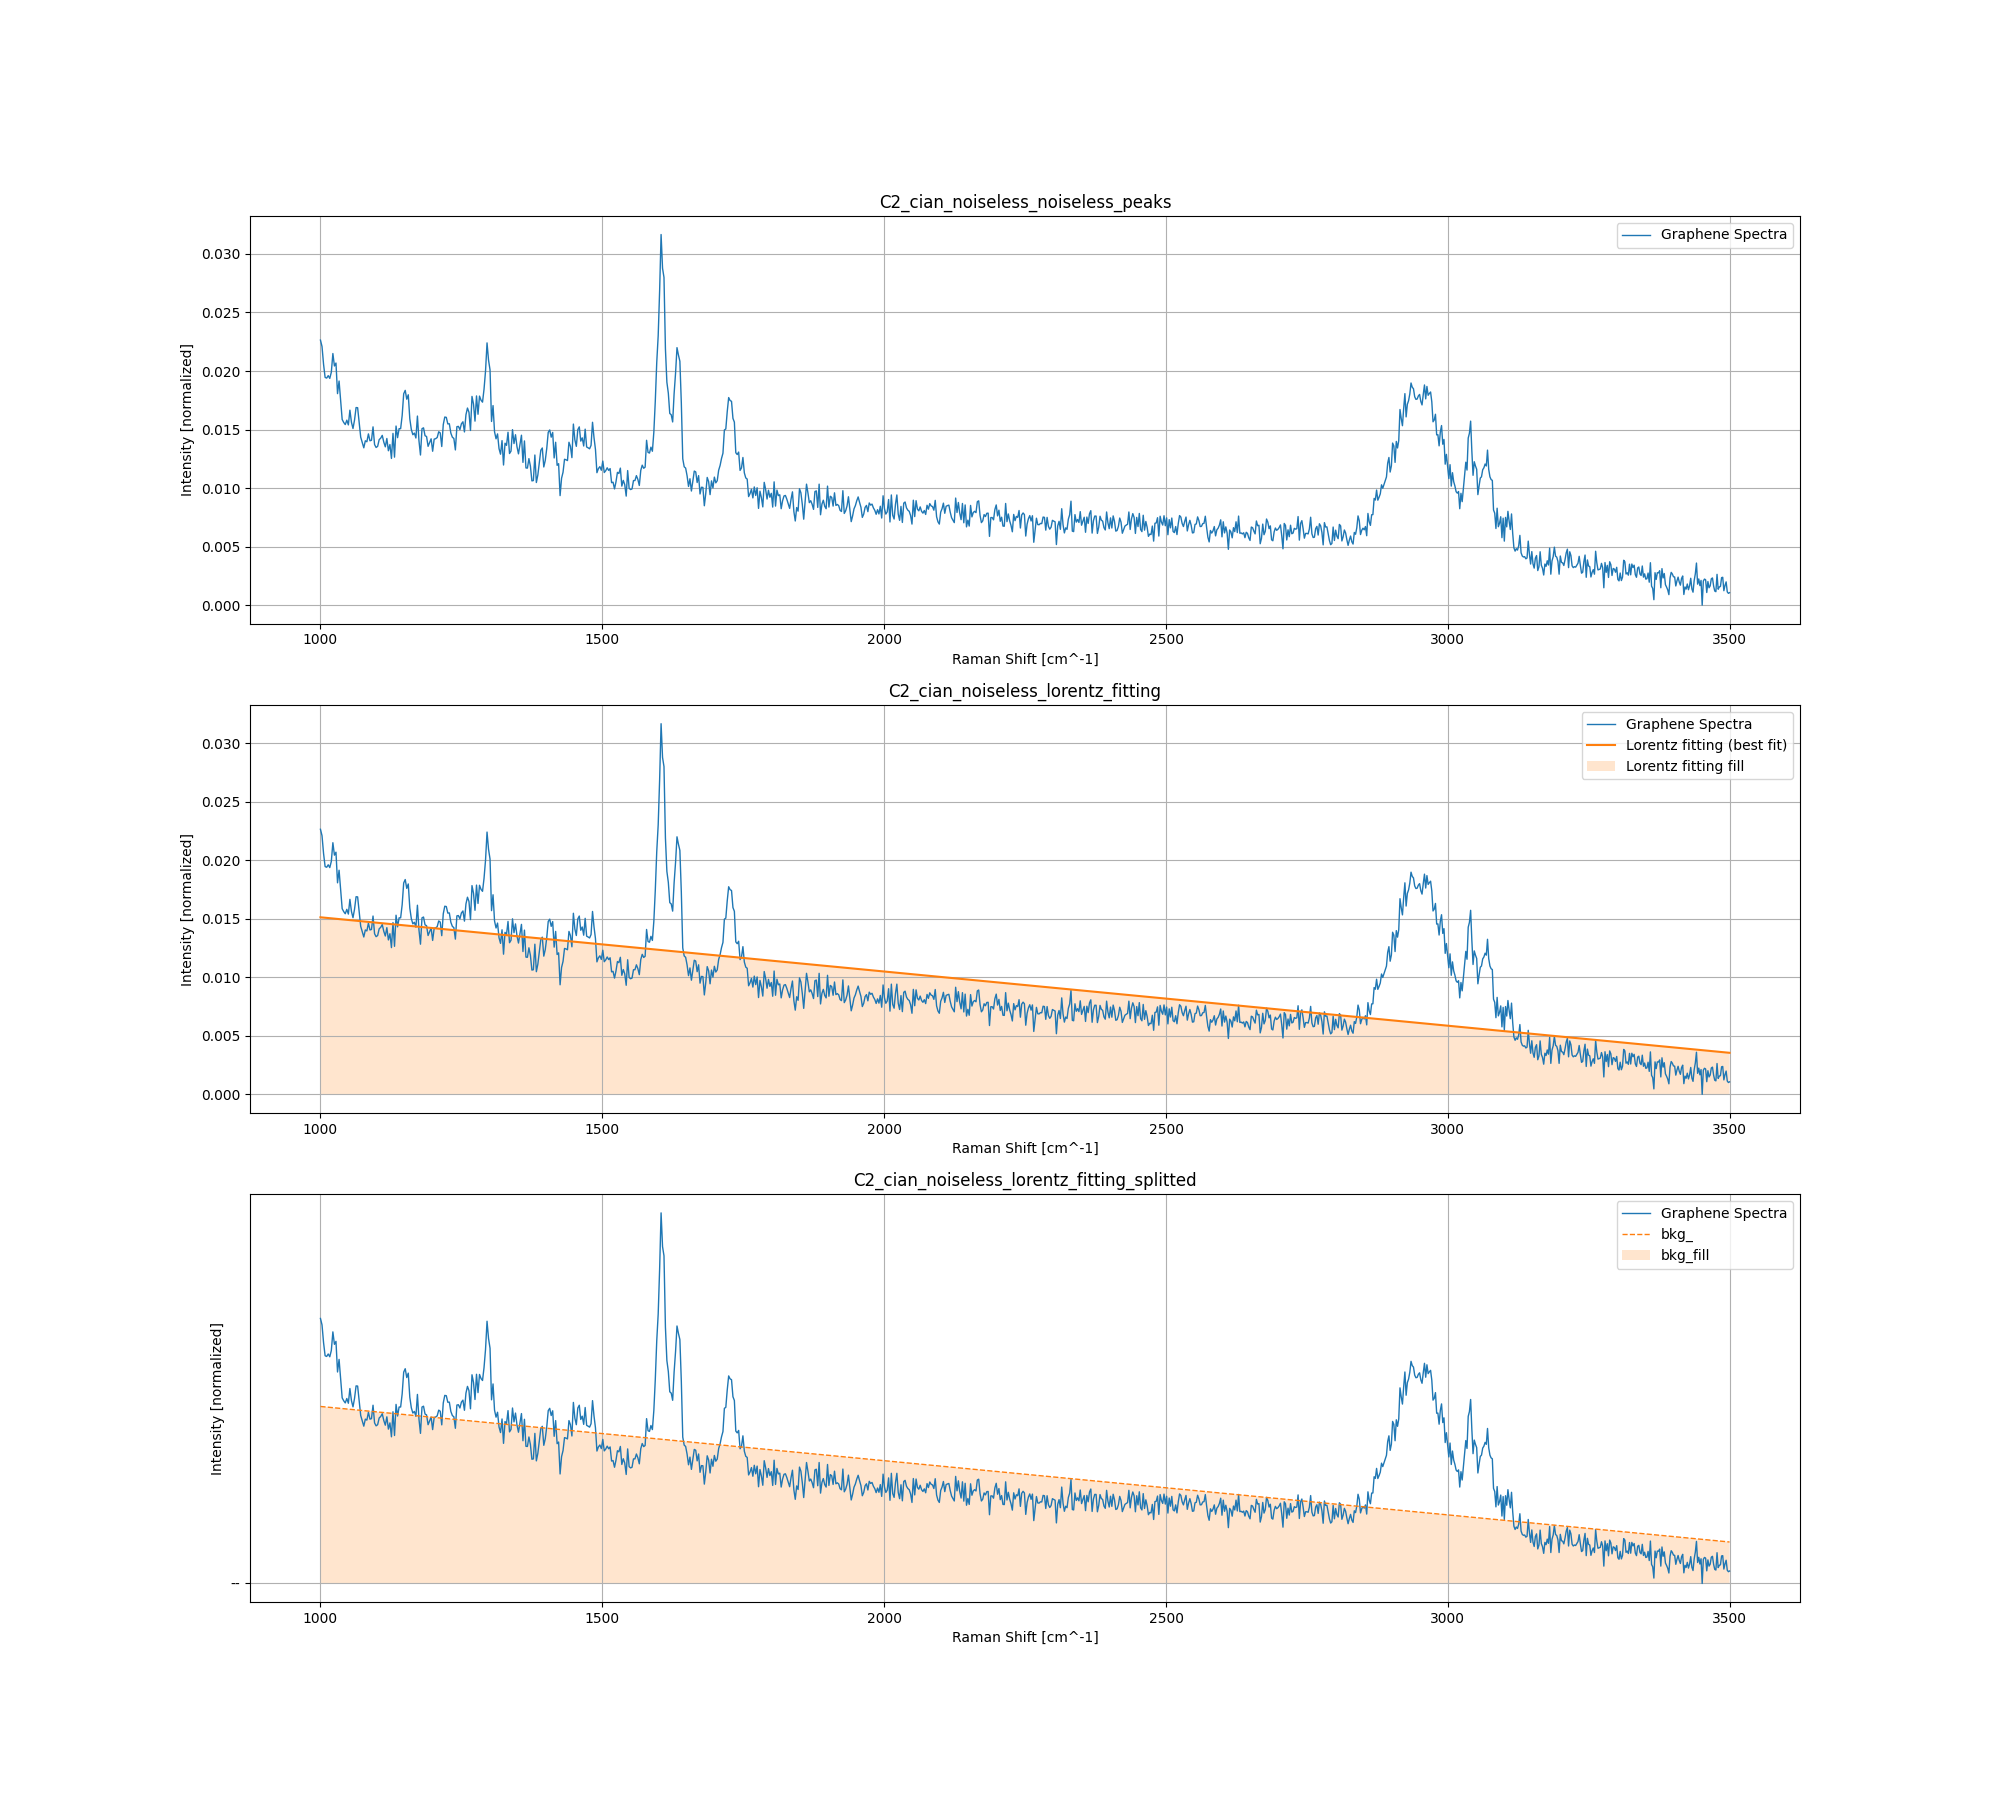 C2_cian_noiseless_noiseless_peaks
Graphene Spectra
Intensity [normalized]
0.030
0.025
0.020
0.015
0.010
0.005
0.000
1000 1500 2000 2500 3000 3500
Raman Shift [cm^-1]
C2_cian_noiseless_lorentz_fitting
Graphene Spectra
Lorentz fitting (best fit)
Lorentz fitting fill
Intensity [normalized]
0.030
0.025
0.020
0.015
0.010
0.005
0.000
1000 1500 2000 2500 3000 3500
Raman Shift [cm^-1]
C2_cian_noiseless_lorentz_fitting_splitted
Graphene Spectra
bkg_
bkg_fill
Intensity [normalized]
--
1000 1500 2000 2500 3000 3500
Raman Shift [cm^-1]